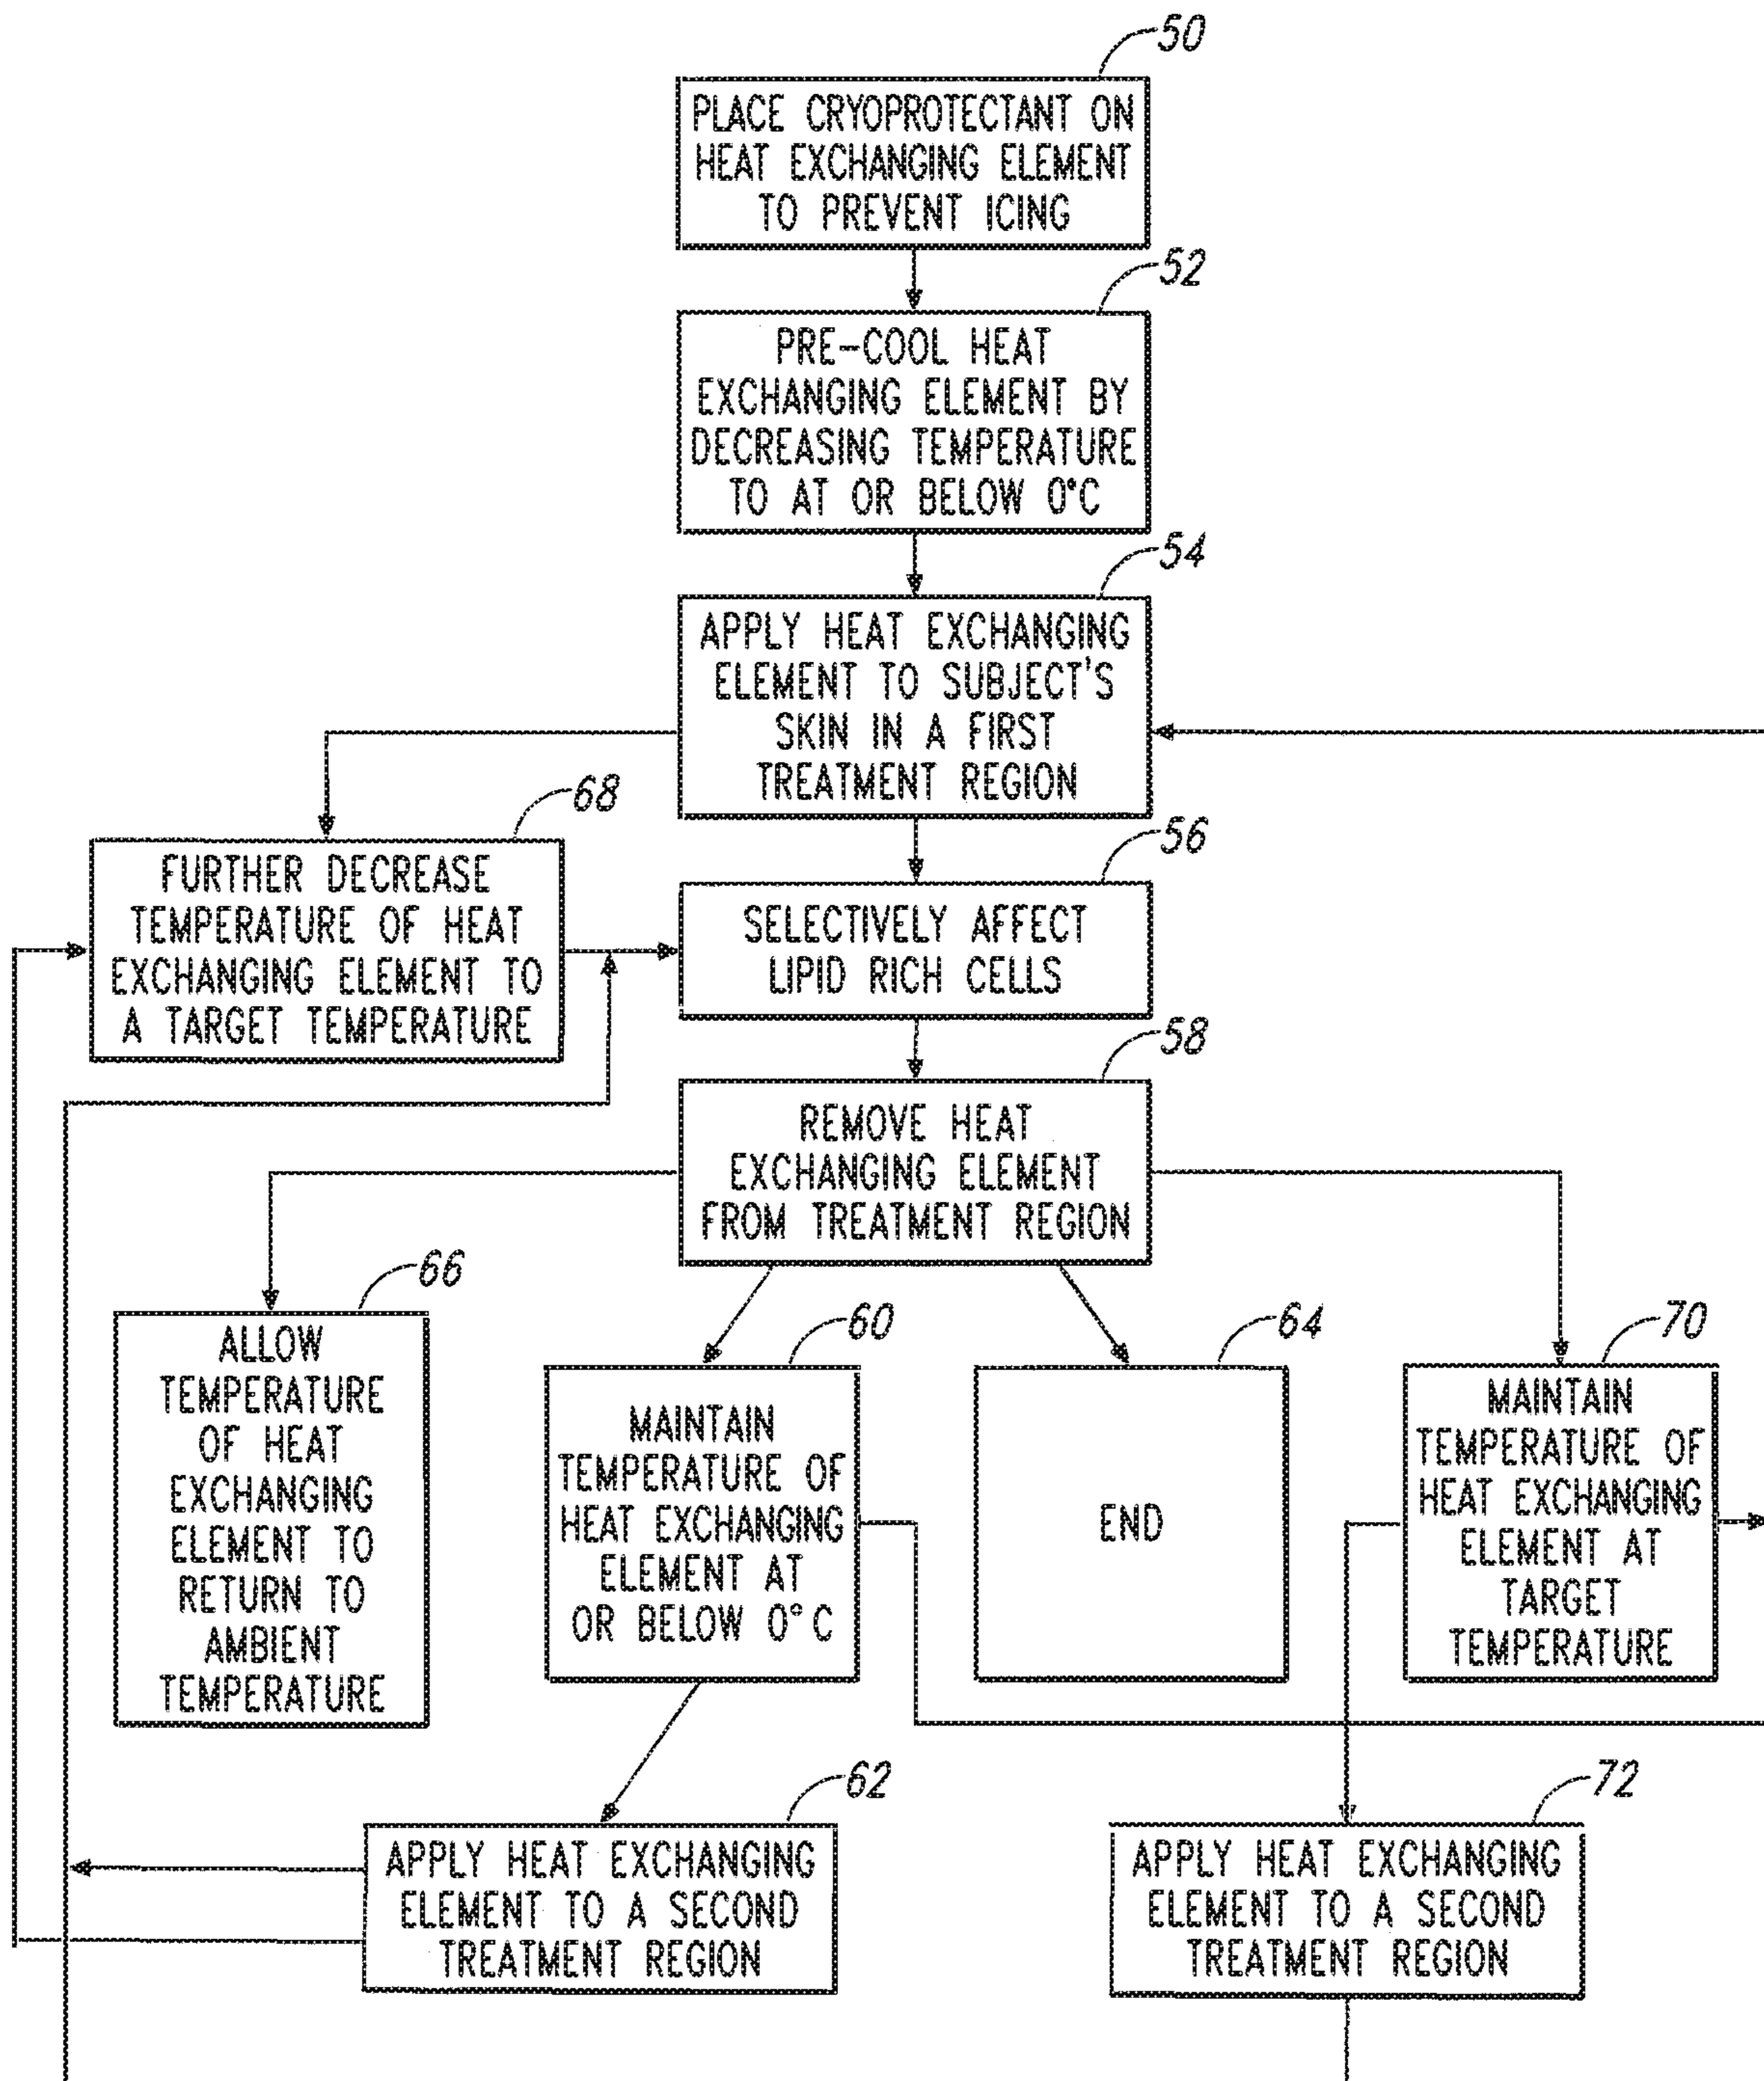 50
PLACE CRYOPROTECTANT ON
HEAT EXCHANGING ELEMENT
TO PREVENT ICING
52
PRE-COOL HEAT
EXCHANGING ELEMENT BY
DECREASING TEMPERATURE
TO AT OR BELOW 0°C
54
APPLY HEAT EXCHANGING
ELEMENT TO SUBJECT'S
SKIN IN A FIRST
TREATMENT REGION
68
FURTHER DECREASE
TEMPERATURE OF HEAT
EXCHANGING ELEMENT TO
A TARGET TEMPERATURE
56
SELECTIVELY AFFECT
LIPID RICH CELLS
58
REMOVE HEAT
EXCHANGING ELEMENT
FROM TREATMENT REGION
66
ALLOW
TEMPERATURE
OF HEAT
EXCHANGING
ELEMENT TO
RETURN TO
AMBIENT
TEMPERATURE
60
MAINTAIN
TEMPERATURE OF
HEAT EXCHANGING
ELEMENT AT
OR BELOW 0°C
64
END
70
MAINTAIN
TEMPERATURE OF
HEAT EXCHANGING
ELEMENT AT
TARGET
TEMPERATURE
62
APPLY HEAT EXCHANGING
ELEMENT TO A SECOND
TREATMENT REGION
72
APPLY HEAT EXCHANGING
ELEMENT TO A SECOND
TREATMENT REGION